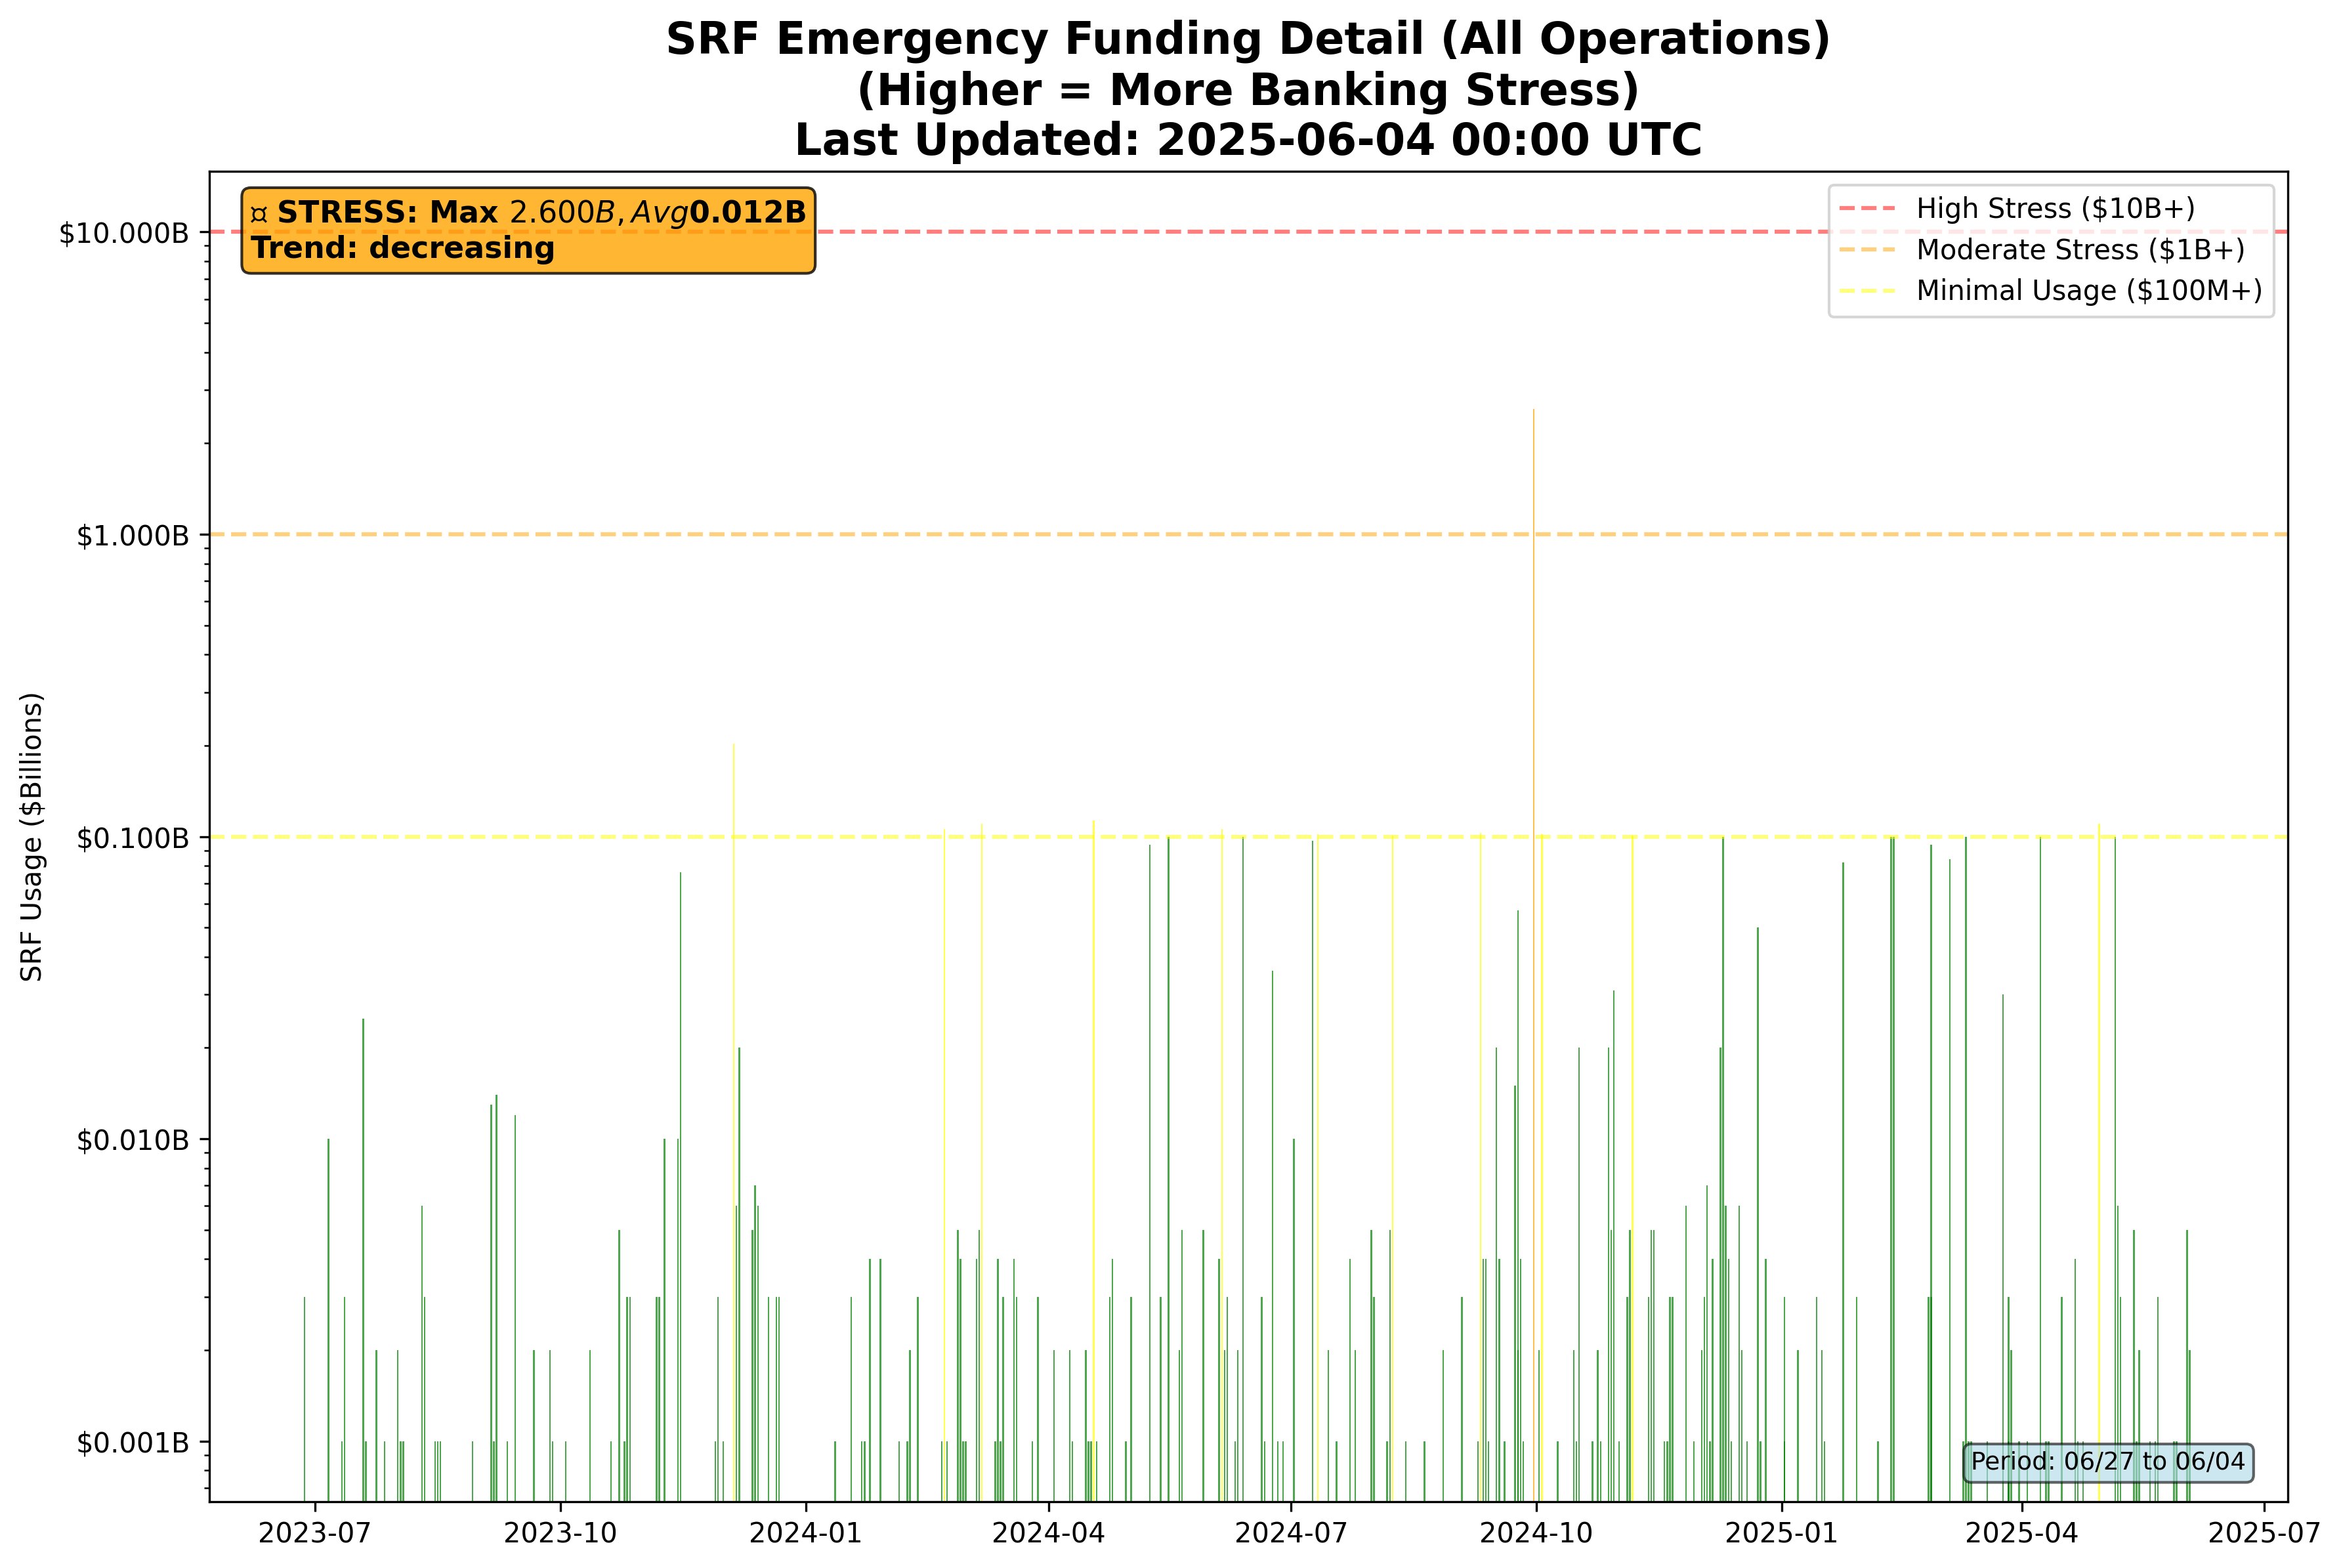 SRF Emergency Funding Detail (All Operations)
(Higher = More Banking Stress)
Last Updated: 2025-06-04 00:00 UTC
¤ STRESS: Max 2.600B, Avg0.012B
Trend: decreasing
High Stress ($10B+)
Moderate Stress ($1B+)
Minimal Usage ($100M+)
SRF Usage ($Billions)
$10.000B
$1.000B
$0.100B
$0.010B
$0.001B
Period: 06/27 to 06/04
2023-07
2023-10
2024-01
2024-04
2024-07
2024-10
2025-01
2025-04
2025-07